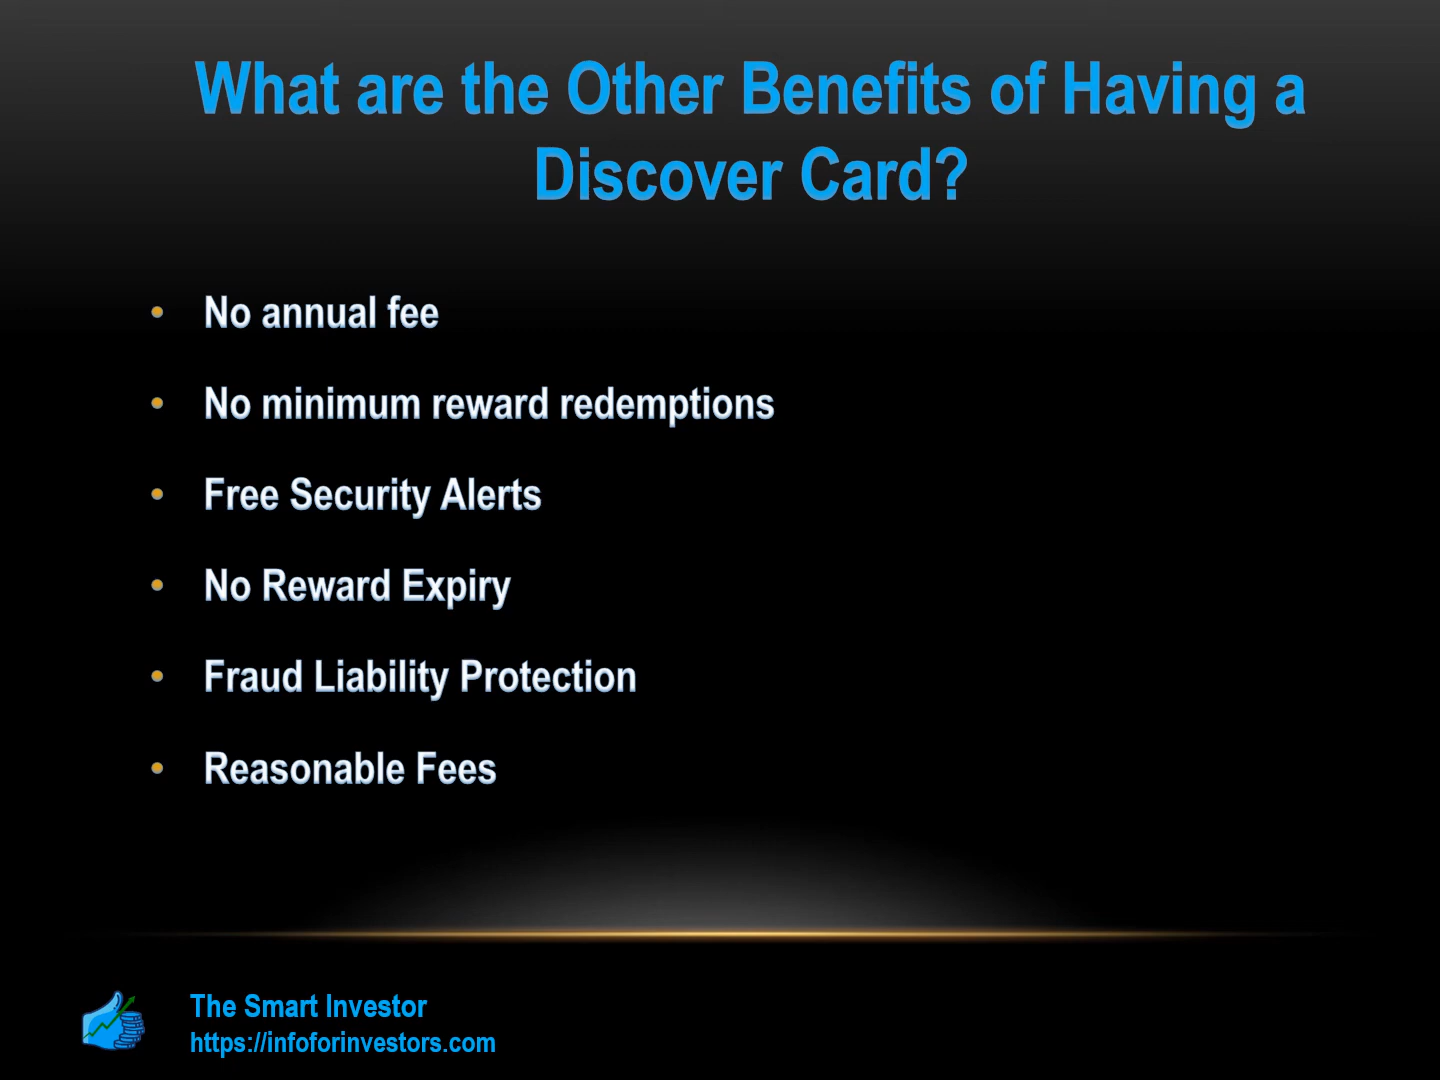 What are the Other Benefits of Having a
Discover Card?
• No annual fee
• No minimum reward redemptions
• Free Security Alerts
• No Reward Expiry
• Fraud Liability Protection
• Reasonable Fees
The Smart Investor
https://infoforinvestors.com